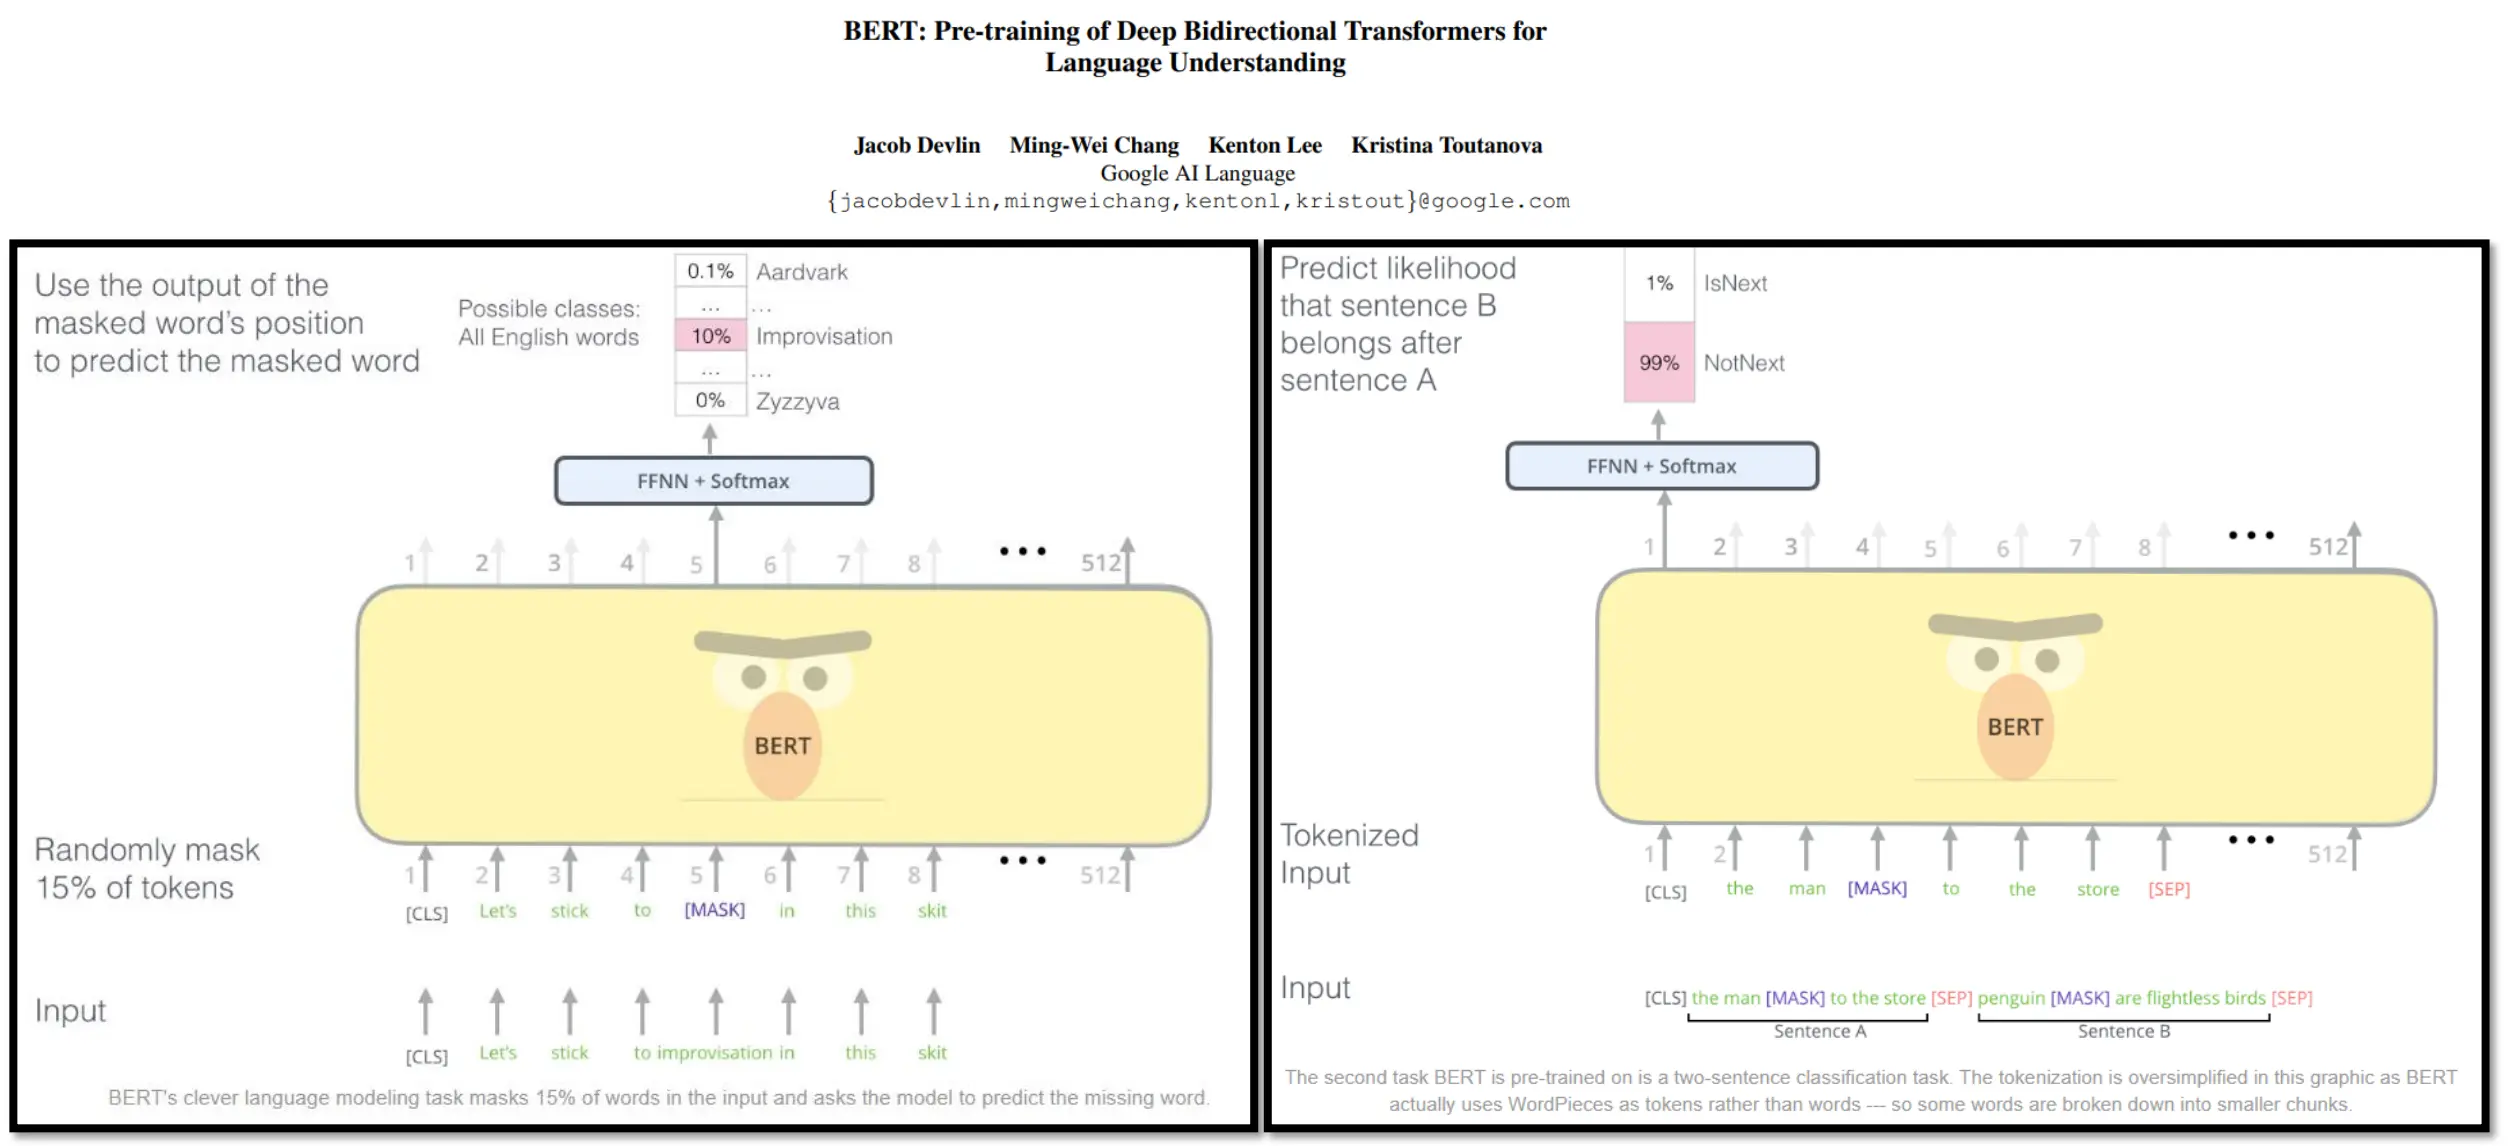 BERT: Pre-training of Deep Bidirectional Transformers for
Language Understanding
Jacob Devlin Ming-Wei Chang Kenton Lee Kristina Toutanova
Google AI Language
{jacobdevlin,mingweichang,kentonl,kristout}@google.com
Use the output of the
masked word's position
to predict the masked word
Possible classes:
All English words
0.1% Aardvark
... ...
10% Improvisation
... ...
0% Zyzzyva
FFNN + Softmax
1 2 3 4 5 6 7 8 ••• 512
BERT
Randomly mask
15% of tokens
1 2 3 4 5 6 7 8 ••• 512
[CLS] Let's stick to [MASK] in this skit
Input
[CLS] Let's stick to improvisation in this skit
BERT's clever language modeling task masks 15% of words in the input and asks the model to predict the missing word.
Predict likelihood
that sentence B
belongs after
sentence A
1% IsNext
99% NotNext
FFNN + Softmax
1 2 3 4 5 6 7 8 ••• 512
BERT
Tokenized
Input
1 2 ••• 512
[CLS] the man [MASK] to the store [SEP]
Input
[CLS] the man [MASK] to the store [SEP] penguin [MASK] are flightless birds [SEP]
Sentence A Sentence B
The second task BERT is pre-trained on is a two-sentence classification task. The tokenization is oversimplified in this graphic as BERT
actually uses WordPieces as tokens rather than words --- so some words are broken down into smaller chunks.